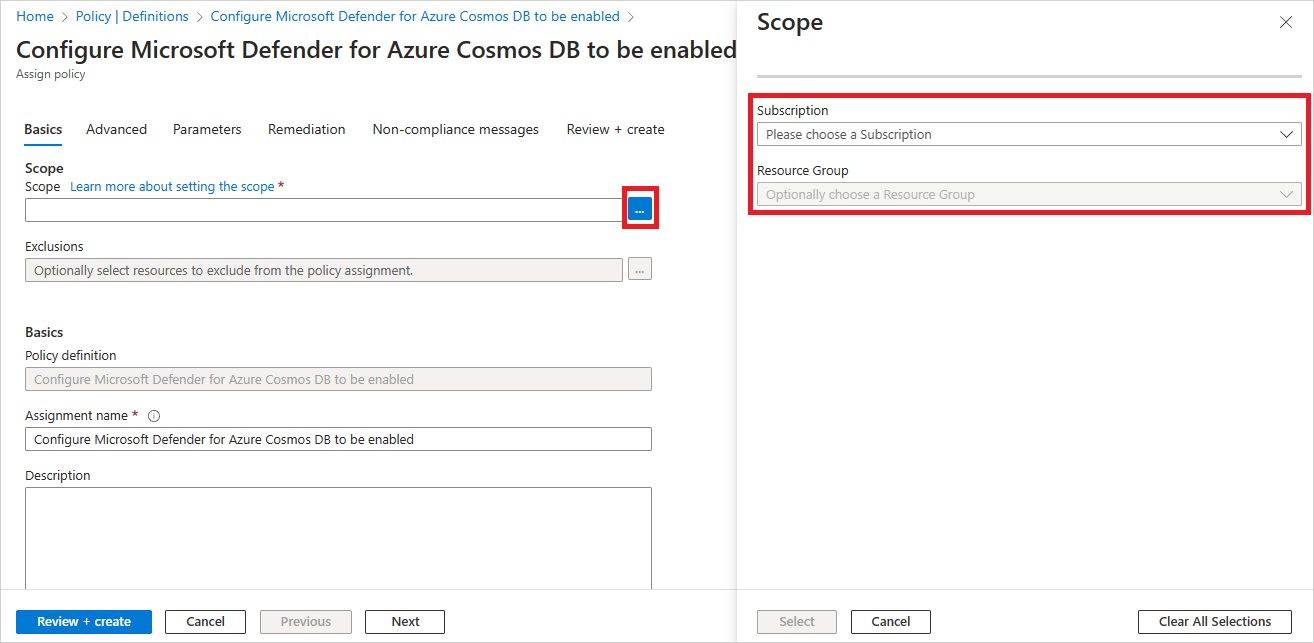 Home > Policy | Definitions > Configure Microsoft Defender for Azure Cosmos DB to be enabled >
Configure Microsoft Defender for Azure Cosmos DB to be enabled
Assign policy
Basics Advanced Parameters Remediation Non-compliance messages Review + create
Scope
Scope Learn more about setting the scope *
...
Exclusions
Optionally select resources to exclude from the policy assignment.
...
Basics
Policy definition
Configure Microsoft Defender for Azure Cosmos DB to be enabled
Assignment name *
Configure Microsoft Defender for Azure Cosmos DB to be enabled
Description
Review + create Cancel Previous Next
Scope
Subscription
Please choose a Subscription
Resource Group
Optionally choose a Resource Group
Select Cancel Clear All Selections